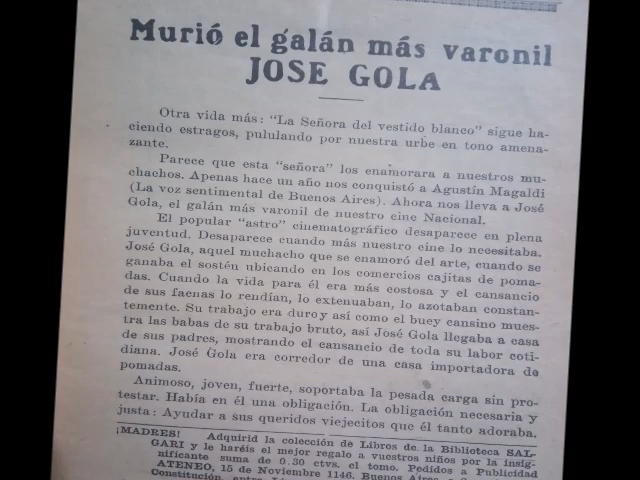 Murió el galán más varonil
JOSE GOLA
Otra vida más: "La Señora del vestido blanco" sigue ha-
ciendo estragos, pululando por nuestra urbe en tono amena-
zante.
Parece que esta "señora" los enamorara a nuestros mu-
chachos. Apenas hace un año nos conquistó a Agustín Magaldi
(La voz sentimental de Buenos Aires). Ahora nos lleva a José
Gola, el galán más varonil de nuestro cine Nacional.
El popular "astro" cinematográfico desaparece en plena
juventud. Desaparece cuando más nuestro cine lo necesitaba.
José Gola, aquel muchacho que se enamoró del arte, cuando se
ganaba el sostén ubicando en los comercios cajitas de poma-
das. Cuando la vida para él era más costosa y el cansancio
de sus faenas lo rendían, lo extenuaban, lo azotaban constan-
temente. Su trabajo era duro y así como el buey cansino mues-
tra las babas de su trabajo bruto, así José Gola llegaba a casa
de sus padres, mostrando el cansancio de toda su labor coti-
diana. José Gola era corredor de una casa importadora de
pomadas.
Animoso, joven, fuerte, soportaba la pesada carga sin pro-
testar. Había en él una obligación. La obligación necesaria y
justa: Ayudar a sus queridos viejecitos que él tanto adoraba.
¡MADRES! Adquirid la colección de Libros de la Biblioteca SAL-
GARI y le haréis el mejor regalo a vuestros niños por la insig-
nificante suma de 0.30 ctvs. el tomo. Pedidos a Publicidad
ATENEO, 15 de Noviembre 1146. Buenos Aires
Constitución entre